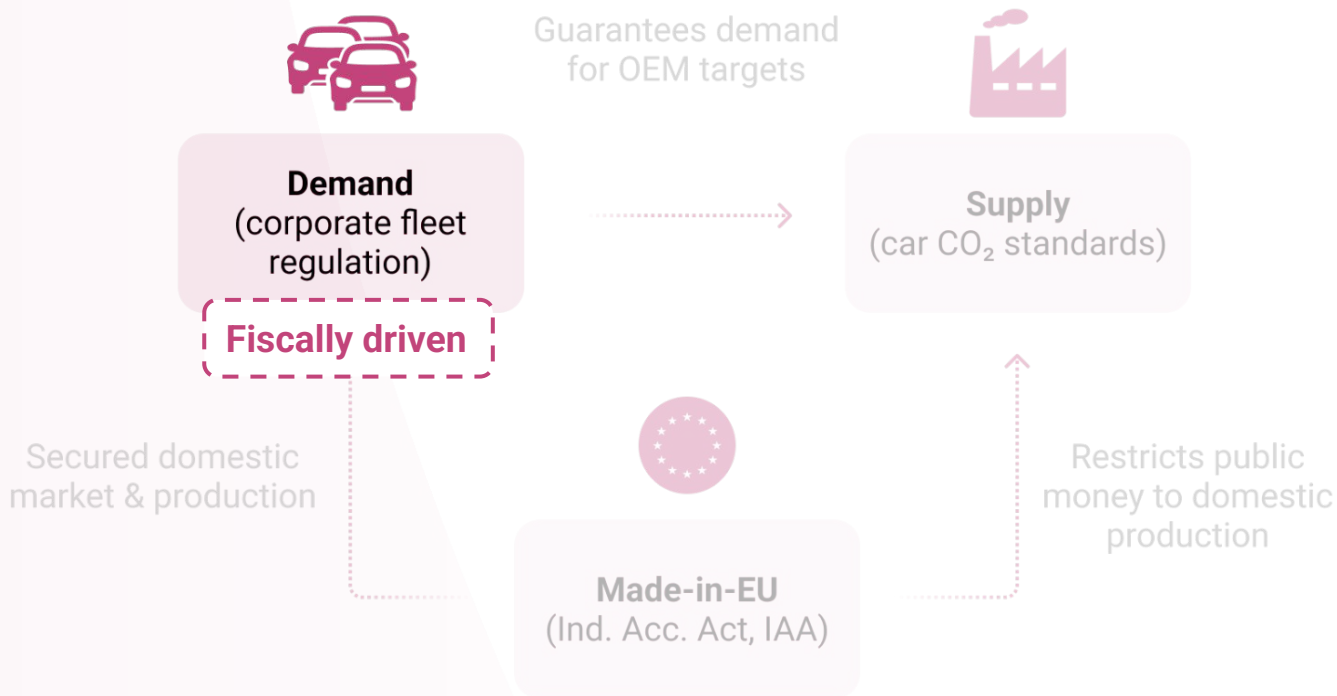 Guarantees demand
for OEM targets
Demand
(corporate fleet
regulation)
Fiscally driven
Supply
(car CO₂ standards)
Secured domestic
market & production
Restricts public
money to domestic
production
Made-in-EU
(Ind. Acc. Act, IAA)